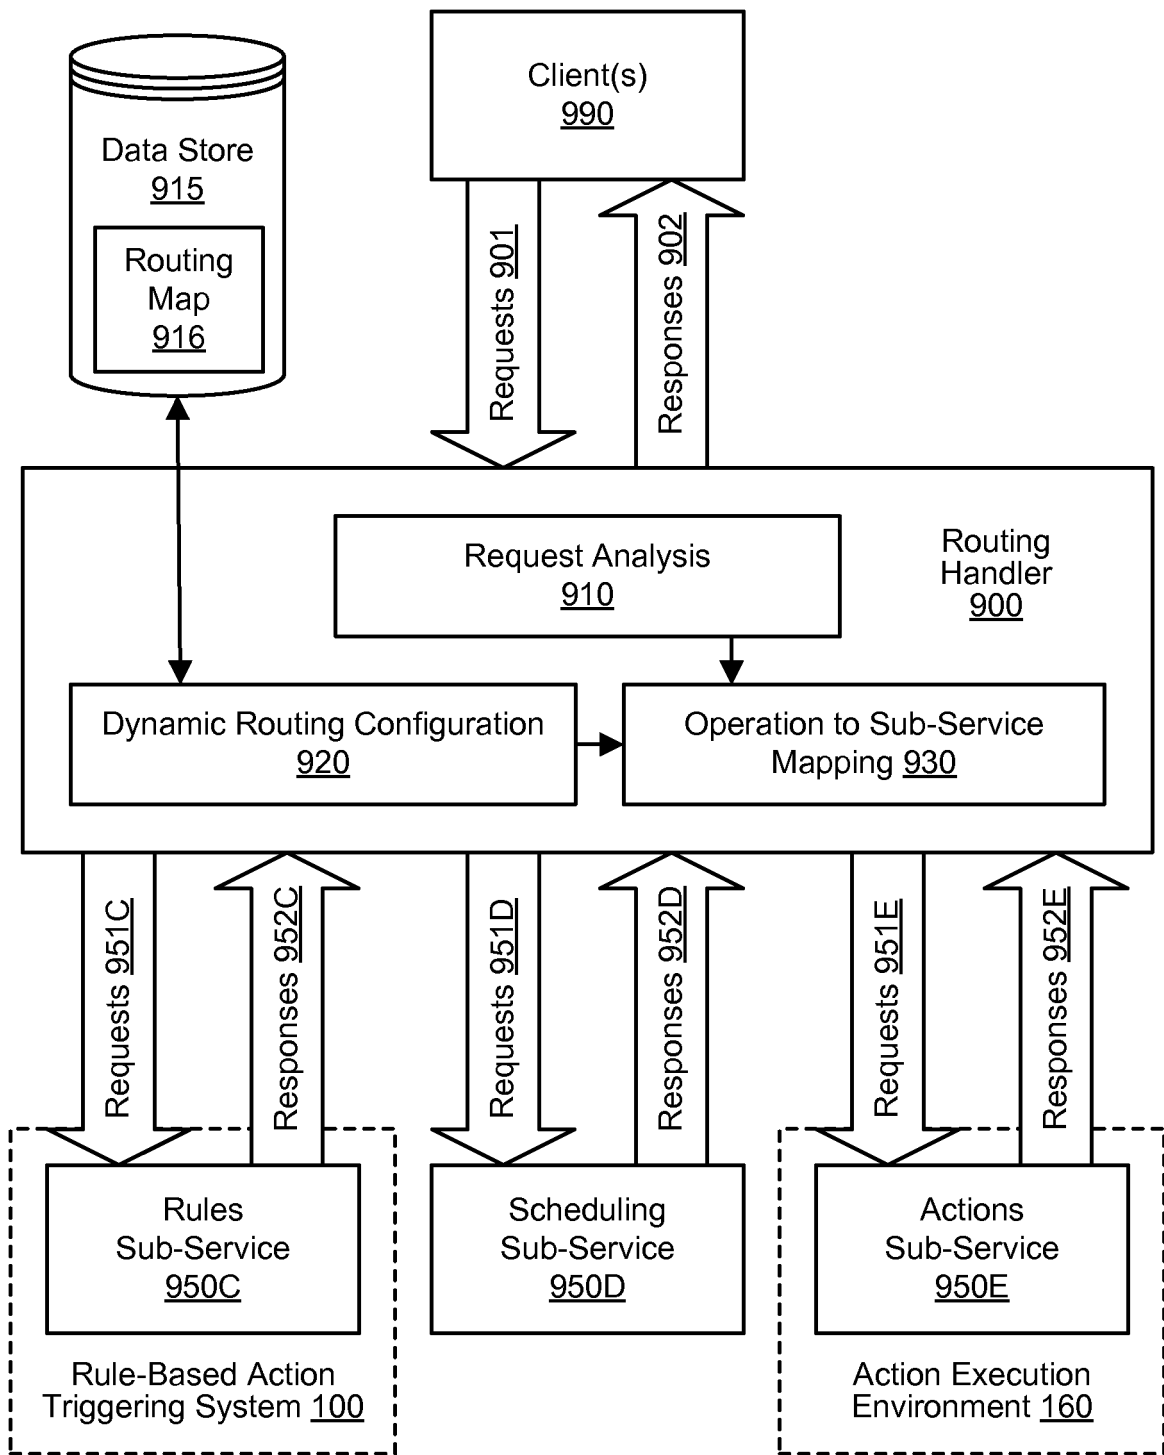 Client(s)
990
Data Store
915
Routing
Map
916
Requests 901
Responses 902
Routing
Handler
900
Request Analysis
910
Dynamic Routing Configuration
920
Operation to Sub-Service
Mapping 930
Requests 951C
Responses 952C
Requests 951D
Responses 952D
Requests 951E
Responses 952E
Rules
Sub-Service
950C
Scheduling
Sub-Service
950D
Actions
Sub-Service
950E
Rule-Based Action
Triggering System 100
Action Execution
Environment 160